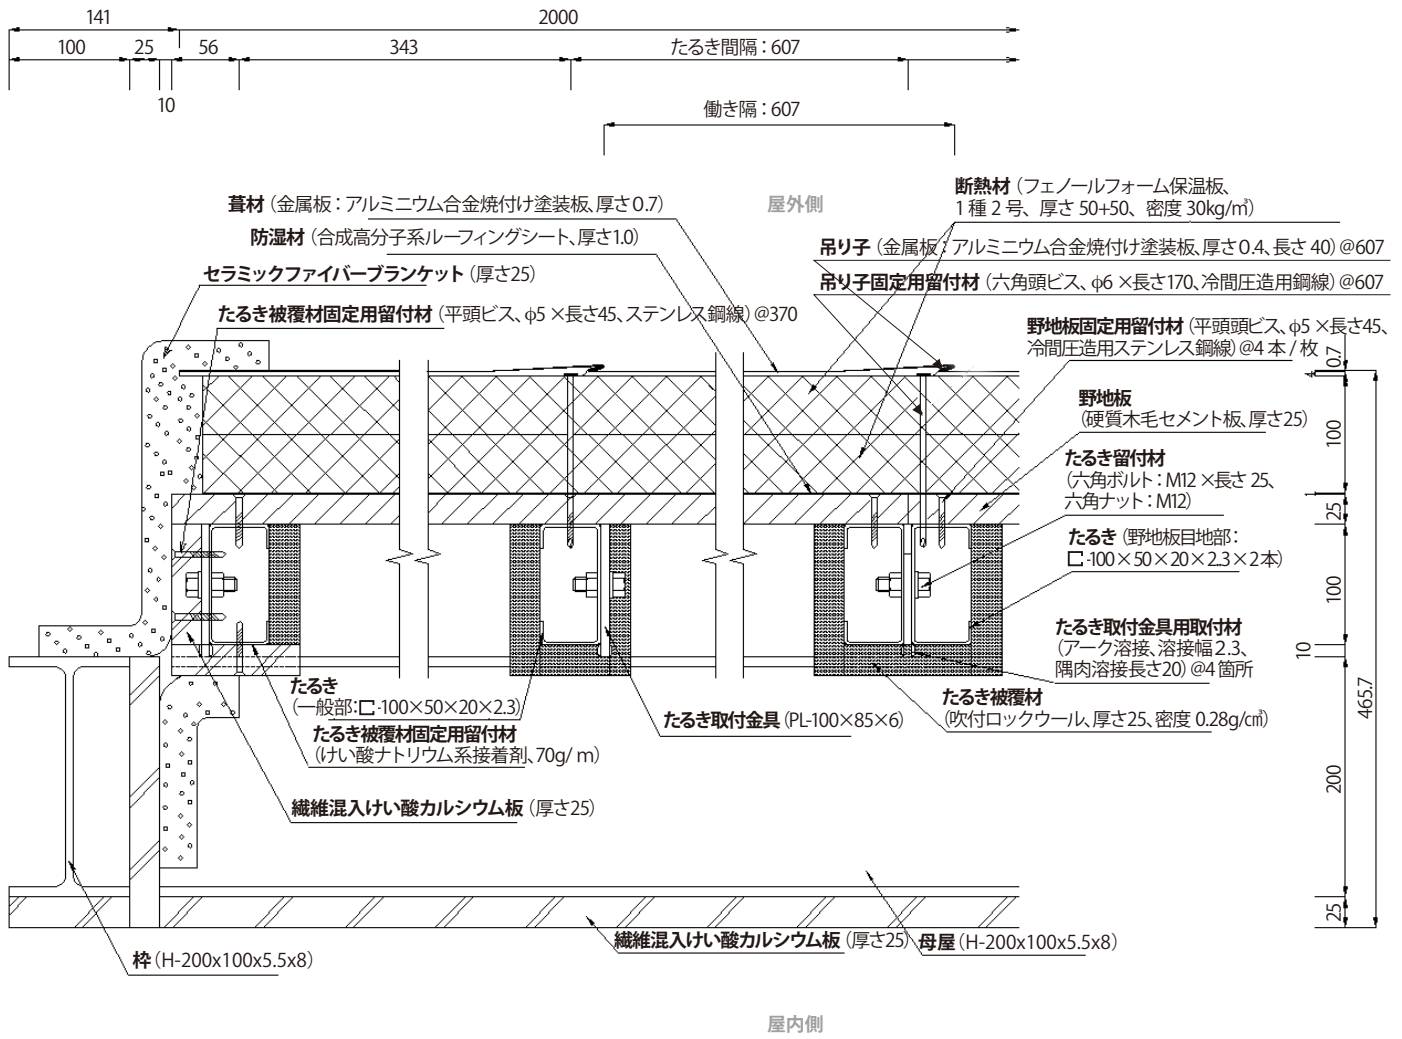 141
2000
100
25
56
343
たるき間隔：607
10
働き隔：607
断熱材（フェノールフォーム保温板、
1種2号、厚さ50+50、密度30kg/㎥）
葺材（金属板：アルミニウム合金焼付け塗装板、厚さ0.7）
屋外側
防湿材（合成高分子系ルーフィングシート、厚さ1.0）
吊り子（金属板：アルミニウム合金焼付け塗装板、厚さ0.4、長さ40）@607
セラミックファイバーブランケット（厚さ25）
吊り子固定用留付材（六角頭ビス、φ6×長さ170、冷間圧造用鋼線）@607
たるき被覆材固定用留付材（平頭ビス、φ5×長さ45、ステンレス鋼線）@370
野地板固定用留付材（平頭頭ビス、φ5×長さ45、
冷間圧造用ステンレス鋼線）@4本/枚
0.7
野地板
（硬質木毛セメント板、厚さ25）
100
たるき留付材
（六角ボルト：M12×長さ25、
六角ナット：M12）
25
たるき（野地板目地部：
-100×50×20×2.3×2本）
100
たるき取付金具用取付材
（アーク溶接、溶接幅2.3、
隅肉溶接長さ20）@4箇所
10
465.7
たるき
（一般部：-100×50×20×2.3）
たるき被覆材
（吹付ロックウール、厚さ25、密度0.28g/c㎥）
たるき取付金具（PL-100×85×6）
たるき被覆材固定用留付材
（けい酸ナトリウム系接着剤、70g/m）
200
繊維混入けい酸カルシウム板（厚さ25）
25
繊維混入けい酸カルシウム板（厚さ25）
母屋（H-200x100x5.5x8）
枠（H-200x100x5.5x8）
屋内側